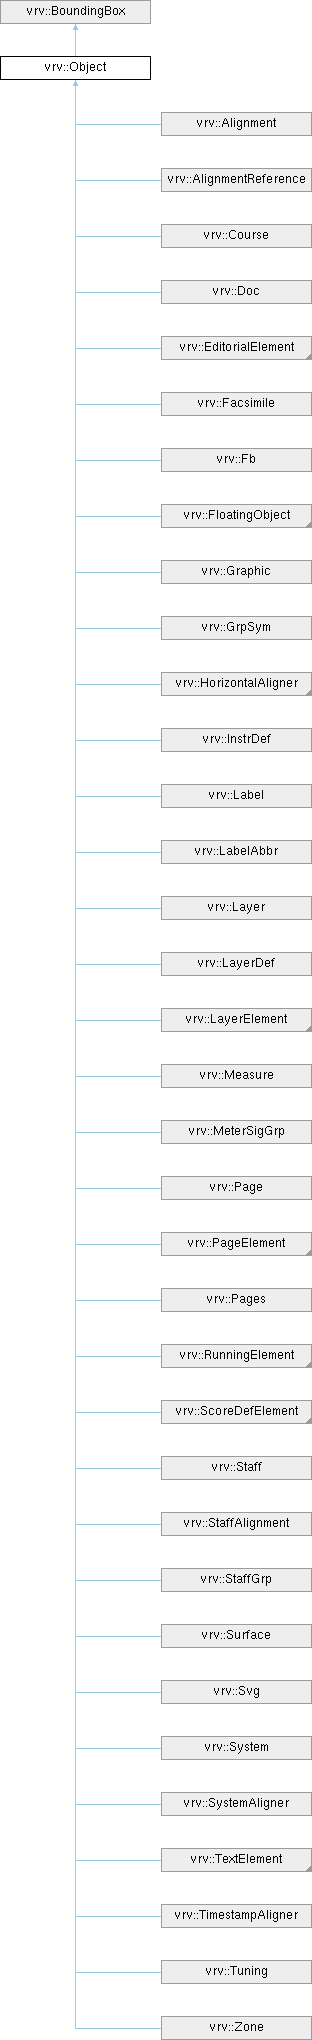 vrv::BoundingBox
vrv::Object
vrv::Alignment
vrv::AlignmentReference
vrv::Course
vrv::Doc
vrv::EditorialElement
vrv::Facsimile
vrv::Fb
vrv::FloatingObject
vrv::Graphic
vrv::GrpSym
vrv::HorizontalAligner
vrv::InstrDef
vrv::Label
vrv::LabelAbbr
vrv::Layer
vrv::LayerDef
vrv::LayerElement
vrv::Measure
vrv::MeterSigGrp
vrv::Page
vrv::PageElement
vrv::Pages
vrv::RunningElement
vrv::ScoreDefElement
vrv::Staff
vrv::StaffAlignment
vrv::StaffGrp
vrv::Surface
vrv::Svg
vrv::System
vrv::SystemAligner
vrv::TextElement
vrv::TimestampAligner
vrv::Tuning
vrv::Zone